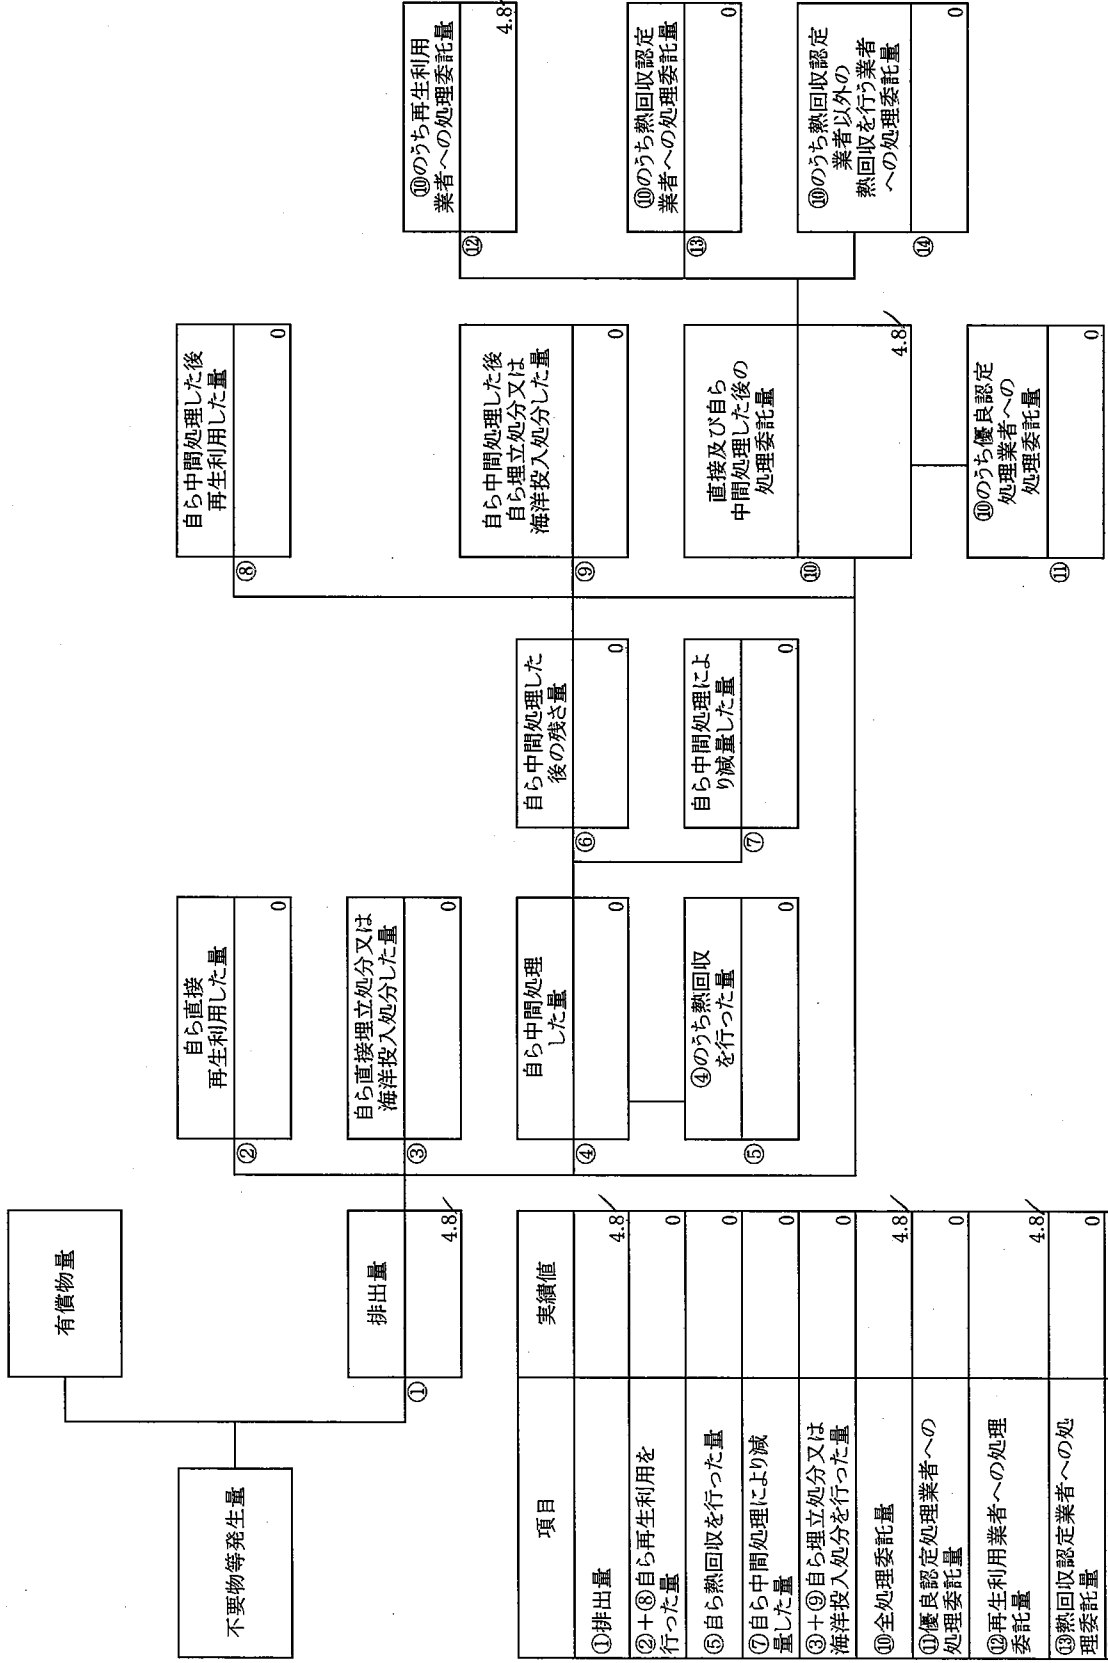 有償物量
不要物等発生量
排出量
①
4.8
自ら直接
再生利用した量
②
0
自ら直接埋立処分又は
海洋投入処分した量
③
0
自ら中間処理
した量
④
0
④のうち熱回収
を行った量
⑤
0
自ら中間処理した
後の残さ量
⑥
0
自ら中間処理によ
り減量した量
⑦
0
自ら中間処理した後
再生利用した量
⑧
0
自ら中間処理した後
自ら埋立処分又は
海洋投入処分した量
⑨
0
直接及び自ら
中間処理した後の
処理委託量
⑩
4.8
⑩のうち優良認定
処理業者への
処理委託量
⑪
0
⑩のうち再生利用
業者への処理委託量
⑫
4.8
⑩のうち熱回収認定
業者への処理委託量
⑬
0
⑩のうち熱回収認定
業者以外の
熱回収を行う業者
への処理委託量
⑭
0
項目 実績値
①排出量 4.8
②+⑧自ら再生利用を
行った量 0
⑤自ら熱回収を行った量 0
⑦自ら中間処理により減
量した量 0
③+⑨自ら埋立処分又は
海洋投入処分を行った量 0
⑩全処理委託量 4.8
⑪優良認定処理業者への
処理委託量 0
⑫再生利用業者への処理
委託量 4.8
⑬熱回収認定業者への処
理委託量 0